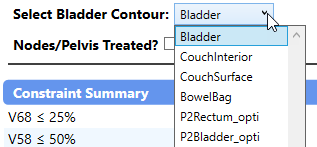 Select Bladder Contour: Bladder
Bladder
Nodes/Pelvis Treated?
CouchInterior
CouchSurface
BowelBag
Constraint Summary
P2Rectum_opti
V68 ≤ 25%
P2Bladder_opti
V58 ≤ 50%